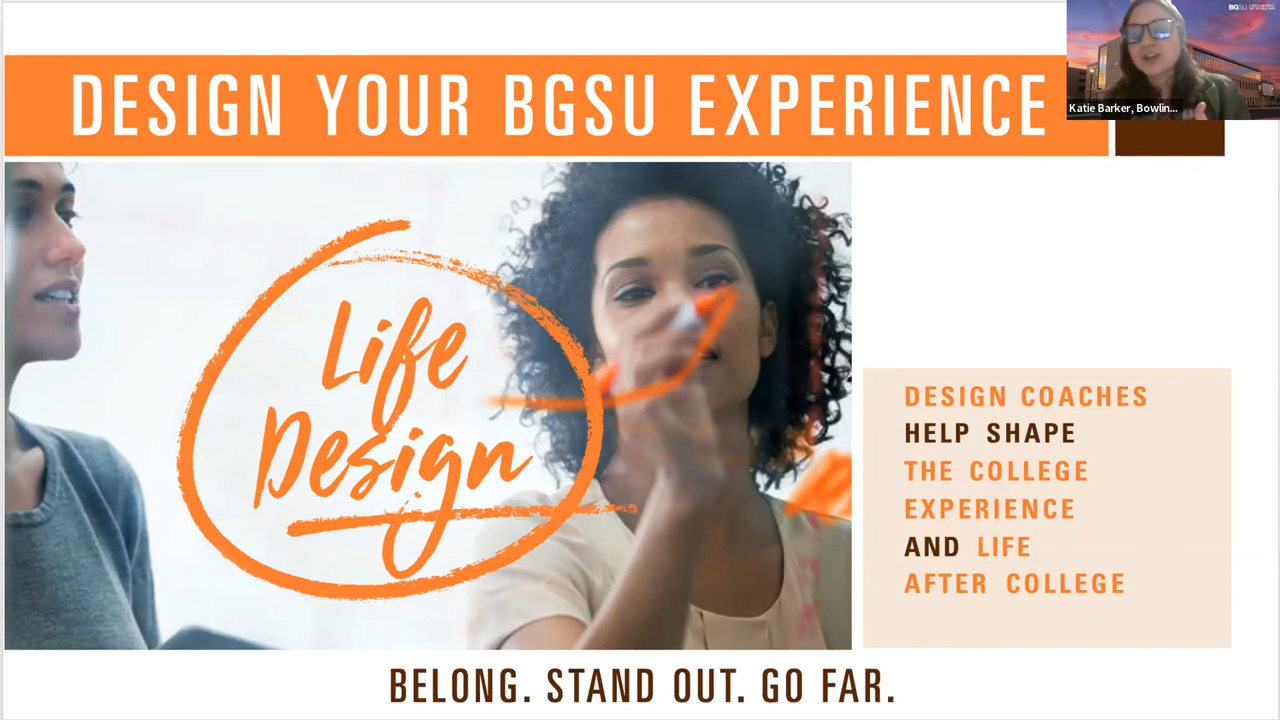 DESIGN YOUR BGSU EXPERIENCE
BGSU
Katie Barker, Bowlin...
Life
Design
DESIGN COACHES
HELP SHAPE
THE COLLEGE
EXPERIENCE
AND LIFE
AFTER COLLEGE
BELONG. STAND OUT. GO FAR.